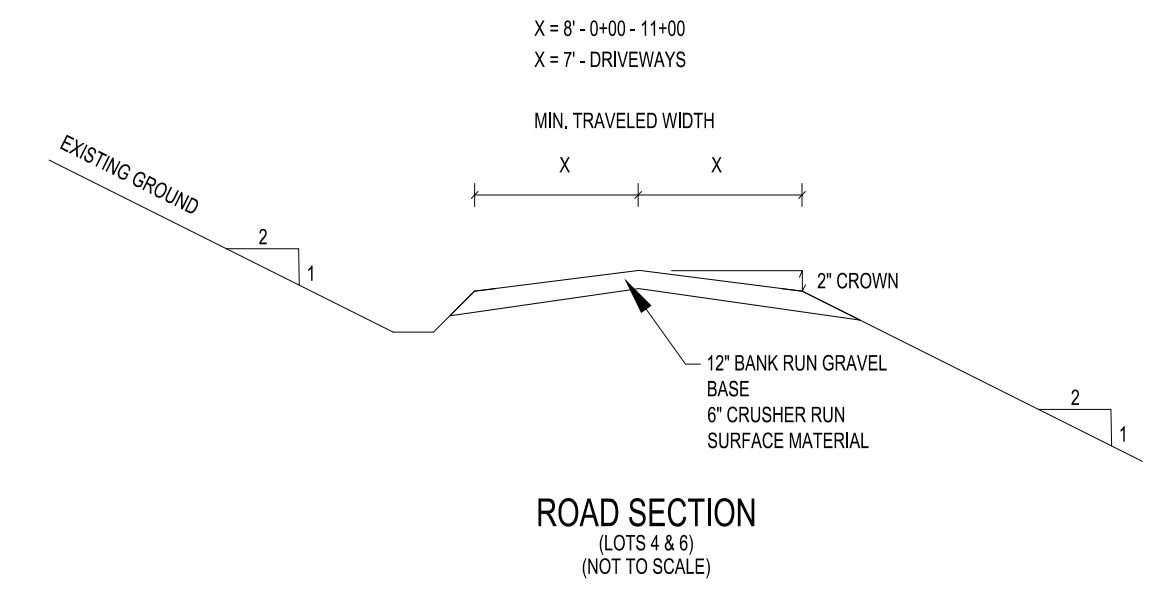 X = 8' - 0+00 - 11+00
X = 7' - DRIVEWAYS
MIN. TRAVELED WIDTH
X X
EXISTING GROUND
2
1
2" CROWN
12" BANK RUN GRAVEL
BASE
6" CRUSHER RUN
SURFACE MATERIAL
2
1
ROAD SECTION
(LOTS 4 & 6)
(NOT TO SCALE)